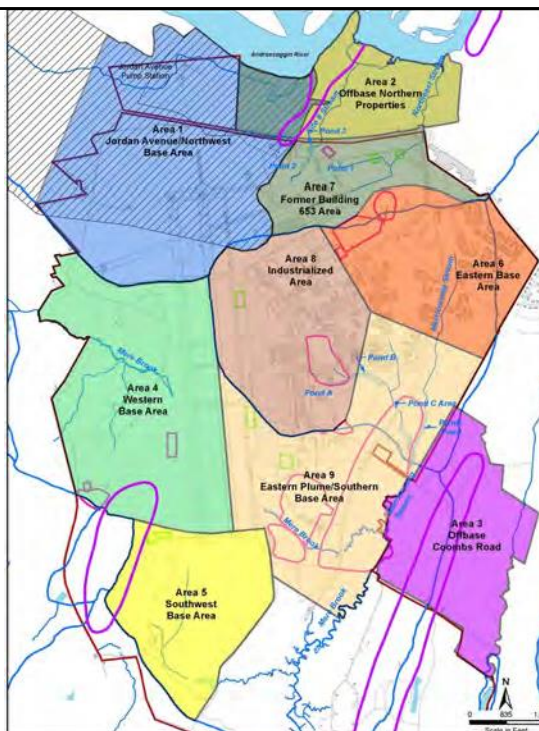 Androscoggin River
Jordan Avenue
Pump Station
Area 2
Offbase Northern
Properties
Area 1
Jordan Avenue/Northwest
Base Area
Pond 2
Pond 1
Area 7
Former Building
653 Area
Area 8
Industrialized
Area
Area 6
Eastern Base
Area
Mere Brook
Pond B
Pond A
Pond C Area
Area 4
Western
Base Area
Area 9
Eastern Plume/Southern
Base Area
Mere Brook
Area 3
Offbase
Coombs Road
Area 5
Southwest
Base Area
Mere Brook
N
0 835
Scale in Feet